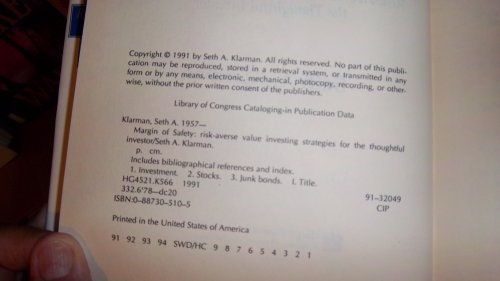 Copyright © 1991 by Seth A. Klarman. All rights reserved. No part of this publi-
cation may be reproduced, stored in a retrieval system, or transmitted in any
form or by any means, electronic, mechanical, photocopy, recording, or other-
wise, without the prior written consent of the publishers.
Library of Congress Cataloging-in Publication Data
Klarman, Seth A. 1957—
Margin of Safety: risk-averse value investing strategies for the thoughtful
investor/Seth A. Klarman.
p. cm.
Includes bibliographical references and index.
1. Investment. 2. Stocks. 3. Junk bonds. I. Title.
HG4521.K566 1991
332.6'78—dc20 91-32049
ISBN:0-88730-510-5 CIP
Printed in the United States of America
91 92 93 94 SWD/HC 9 8 7 6 5 4 3 2 1